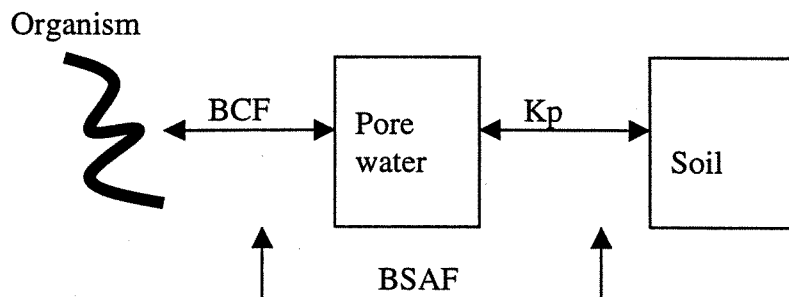 Organism
BCF
Pore
water
Kp
Soil
BSAF